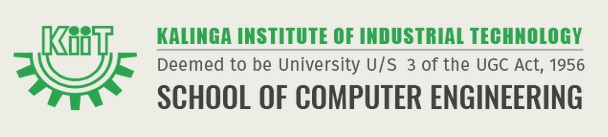 KiiT
KALINGA INSTITUTE OF INDUSTRIAL TECHNOLOGY
Deemed to be University U/S 3 of the UGC Act, 1956
SCHOOL OF COMPUTER ENGINEERING